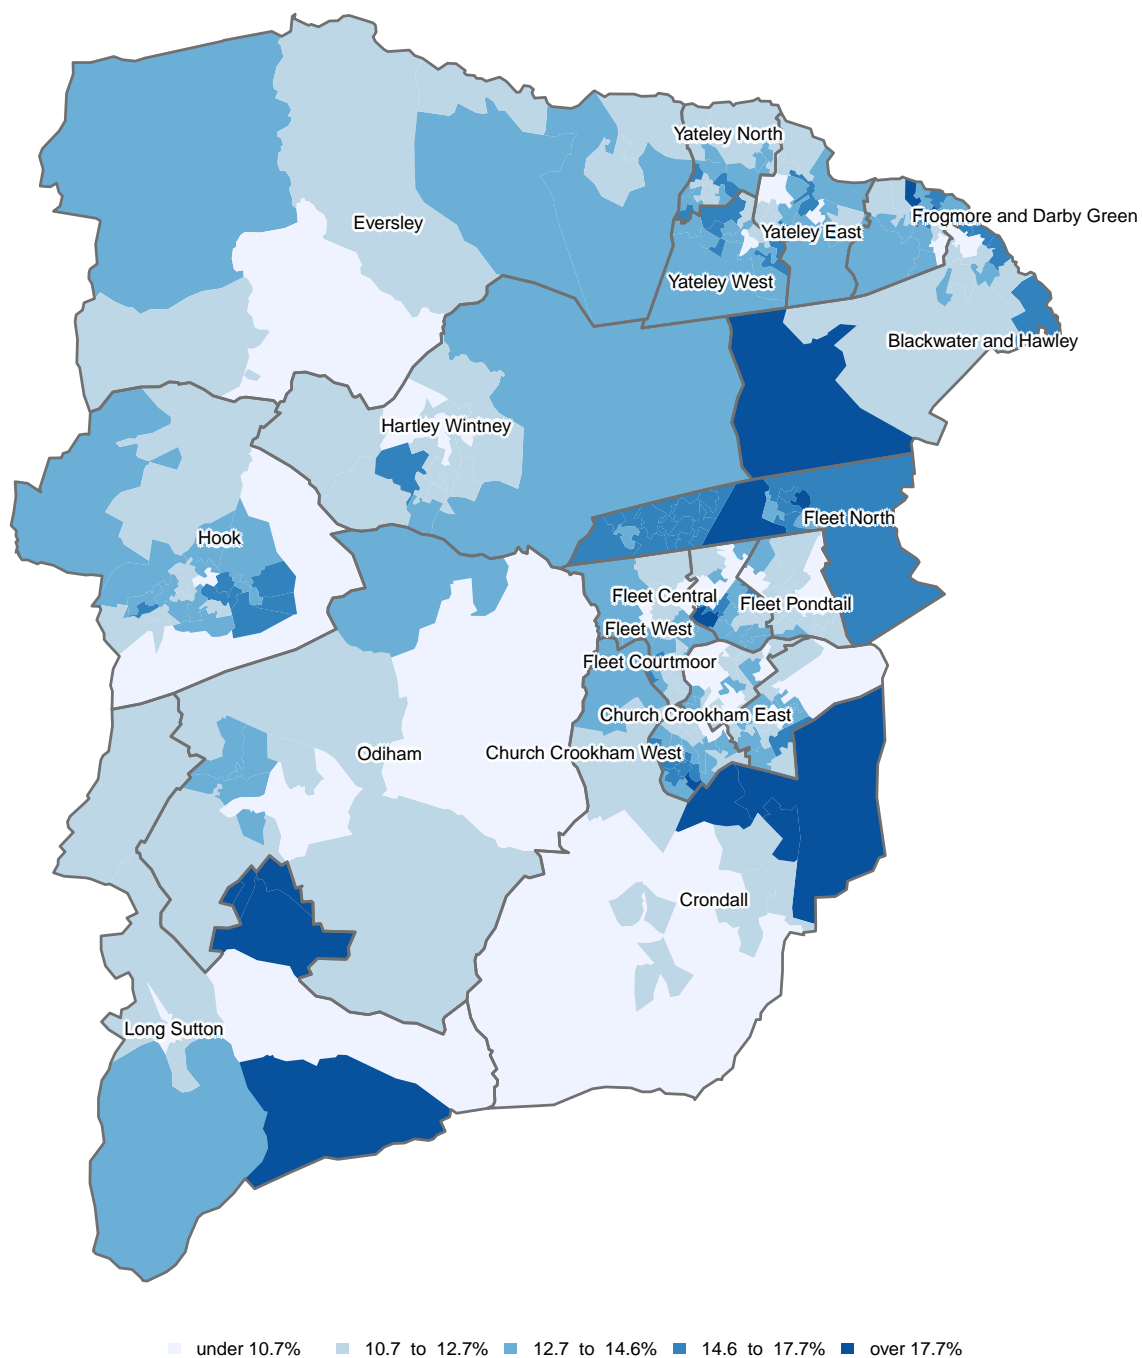 Yateley North
Eversley
Frogmore and Darby Green
Yateley East
Yateley West
Blackwater and Hawley
Hartley Wintney
Fleet North
Hook
Fleet Central
Fleet Pondtail
Fleet West
Fleet Courtmoor
Church Crookham East
Odiham
Church Crookham West
Crondall
Long Sutton
under 10.7% 10.7 to 12.7% 12.7 to 14.6% 14.6 to 17.7% over 17.7%